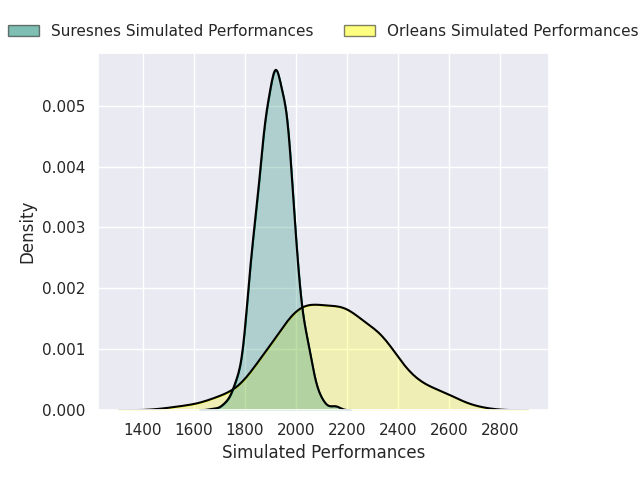 Suresnes Simulated Performances Orleans Simulated Performances
0.005
0.004
0.003
0.002
0.001
0.000
Density
1400 1600 1800 2000 2200 2400 2600 2800
Simulated Performances